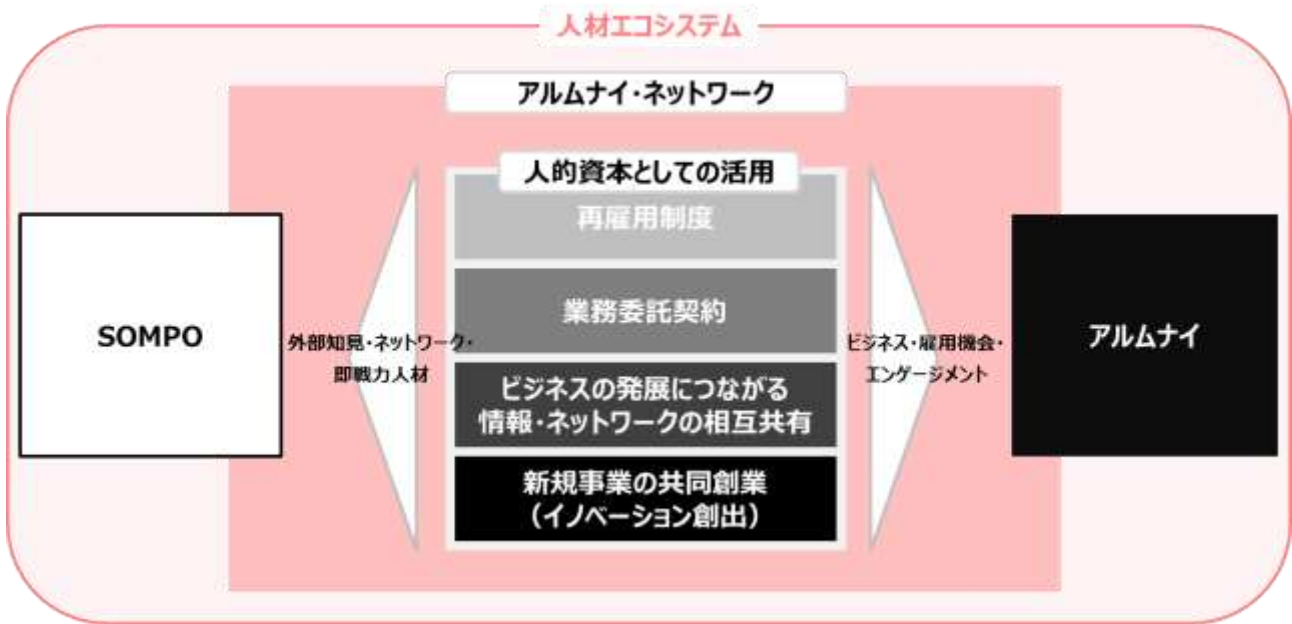 人材エコシステム
アルムナイ・ネットワーク
人的資本としての活用
再雇用制度
業務委託契約
ビジネスの発展につながる
情報・ネットワークの相互共有
新規事業の共同創業
（イノベーション創出）
SOMPO
外部知見・ネットワーク・
即戦力人材
ビジネス・雇用機会・
エンゲージメント
アルムナイ